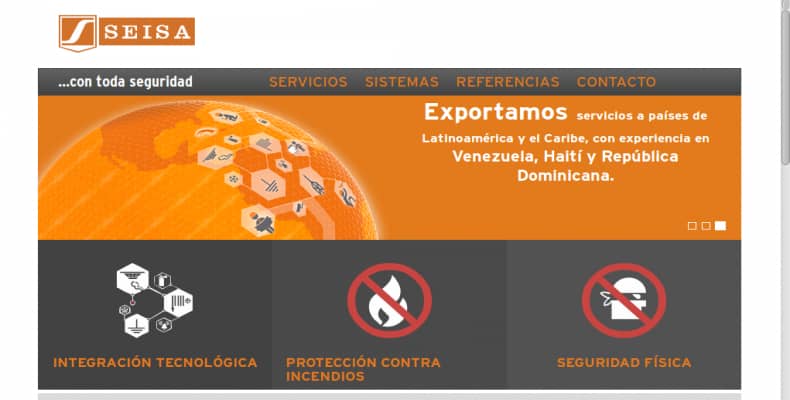 SEISA
...con toda seguridad
SERVICIOS SISTEMAS REFERENCIAS CONTACTO
Exportamos servicios a países de
Latinoamérica y el Caribe, con experiencia en
Venezuela, Haití y República
Dominicana.
INTEGRACIÓN TECNOLÓGICA
PROTECCIÓN CONTRA
INCENDIOS
SEGURIDAD FÍSICA